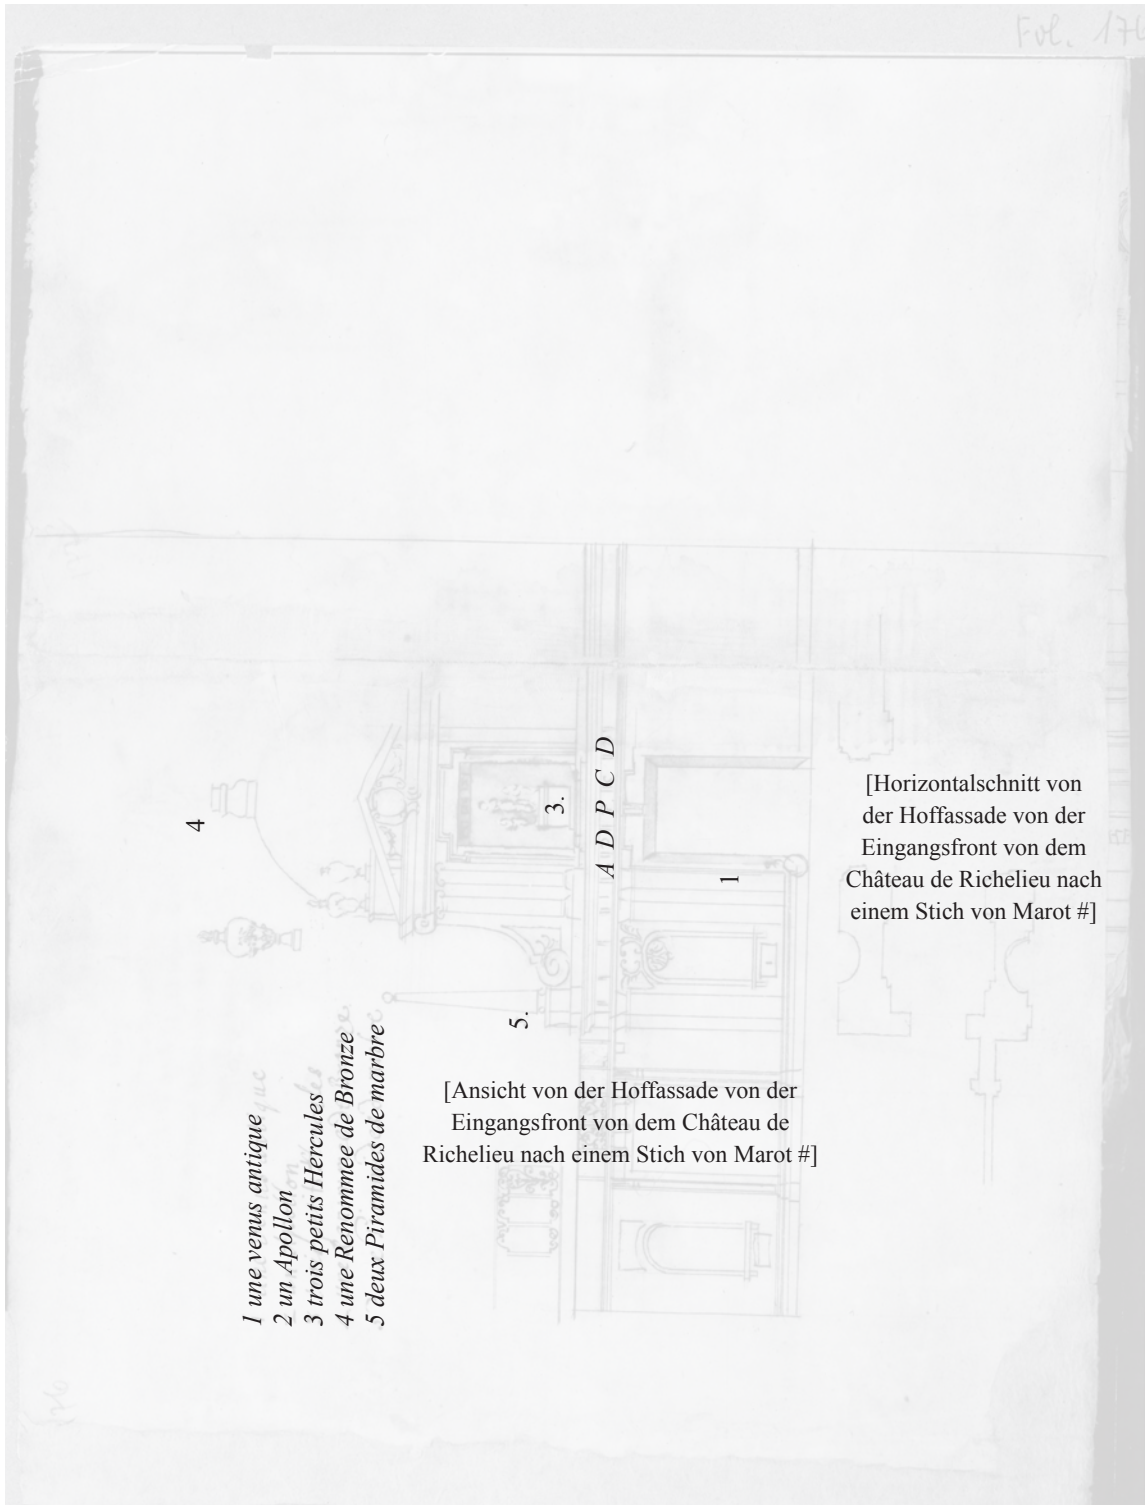 Fol. 176
4
1 une venus antique
2 un Apollon
3 trois petits Hercules
4 une Renommee de Bronze
5 deux Piramides de marbre
3.
5.
A D P C D
1
[Ansicht von der Hoffassade von der
Eingangsfront von dem Château de
Richelieu nach einem Stich von Marot #]
[Horizontalschnitt von
der Hoffassade von der
Eingangsfront von dem
Château de Richelieu nach
einem Stich von Marot #]